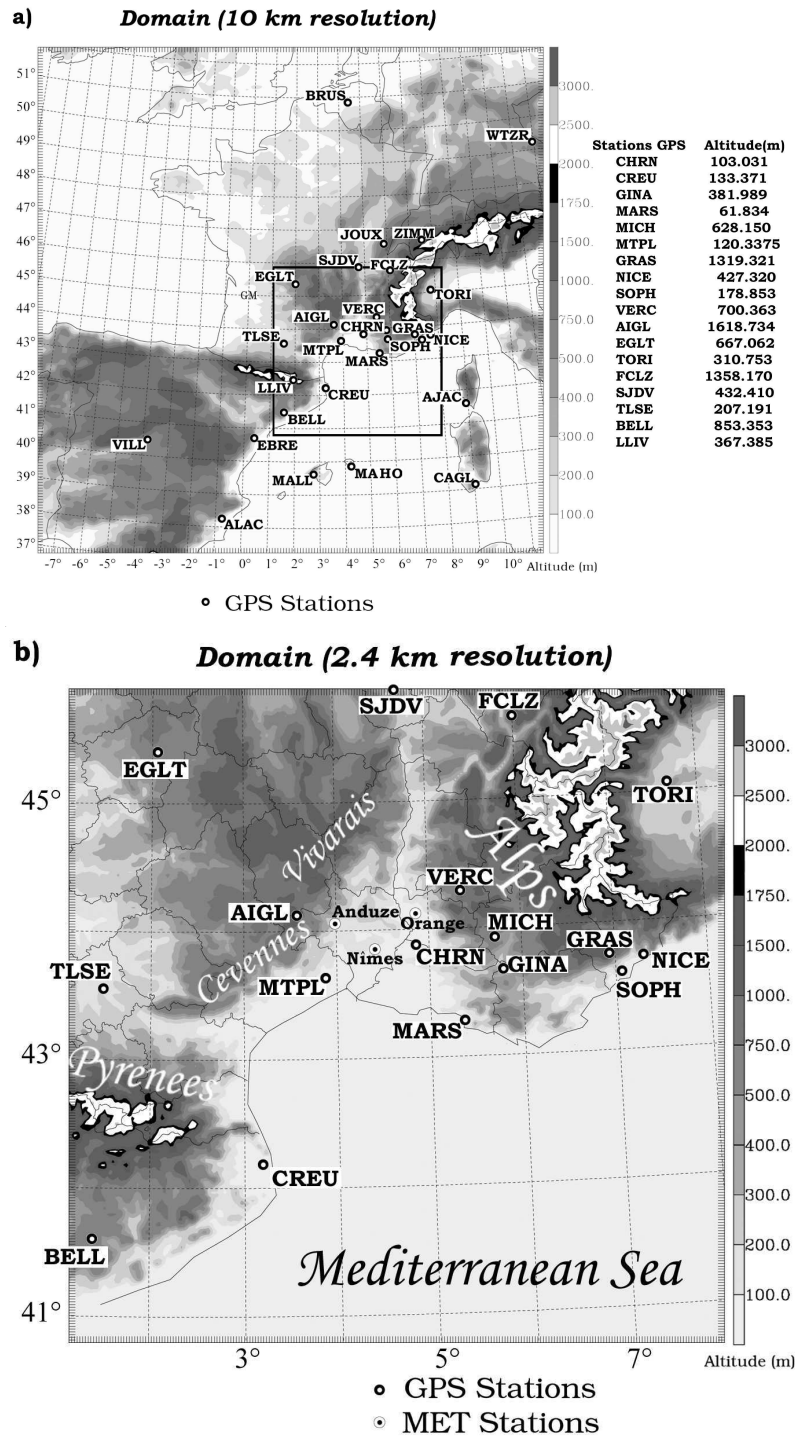 a)
Domain (10 km resolution)
51°
50°
49°
48°
47°
46°
45°
44°
43°
42°
41°
40°
39°
38°
37°
BRUS
WTZR
JOUX
ZIMM
SJDV
FCLZ
EGLT
GM
TORI
VERC
AIGL
CHRN
GRAS
TLSE
MTPL
SOPH
NICE
MARS
LLIV
CREU
AJAC
BELL
VILL
EBRE
MALL
MAHO
CAGL
ALAC
-7° -6° -5° -4° -3° -2° -1° 0° 1° 2° 3° 4° 5° 6° 7° 8° 9° 10°
3000.
2500.
2000.
1750.
1500.
1000.
750.0
500.0
400.0
300.0
200.0
100.0
Altitude (m)
GPS Stations
Stations GPS Altitude(m)
CHRN 103.031
CREU 133.371
GINA 381.989
MARS 61.834
MICH 628.150
MTPL 120.3375
GRAS 1319.321
NICE 427.320
SOPH 178.853
VERC 700.363
AIGL 1618.734
EGLT 667.062
TORI 310.753
FCLZ 1358.170
SJDV 432.410
TLSE 207.191
BELL 853.353
LLIV 367.385
b)
Domain (2.4 km resolution)
SJDV
FCLZ
EGLT
TORI
45°
Vivarais
Alps
VERC
AIGL
Anduze
Orange
MICH
Cevennes
Nimes
CHRN
GRAS
NICE
GINA
TLSE
MTPL
SOPH
MARS
43°
Pyrenees
CREU
BELL
Mediterranean Sea
41°
3° 5° 7°
3000.
2500.
2000.
1750.
1500.
1000.
750.0
500.0
400.0
300.0
200.0
100.0
Altitude (m)
GPS Stations
MET Stations